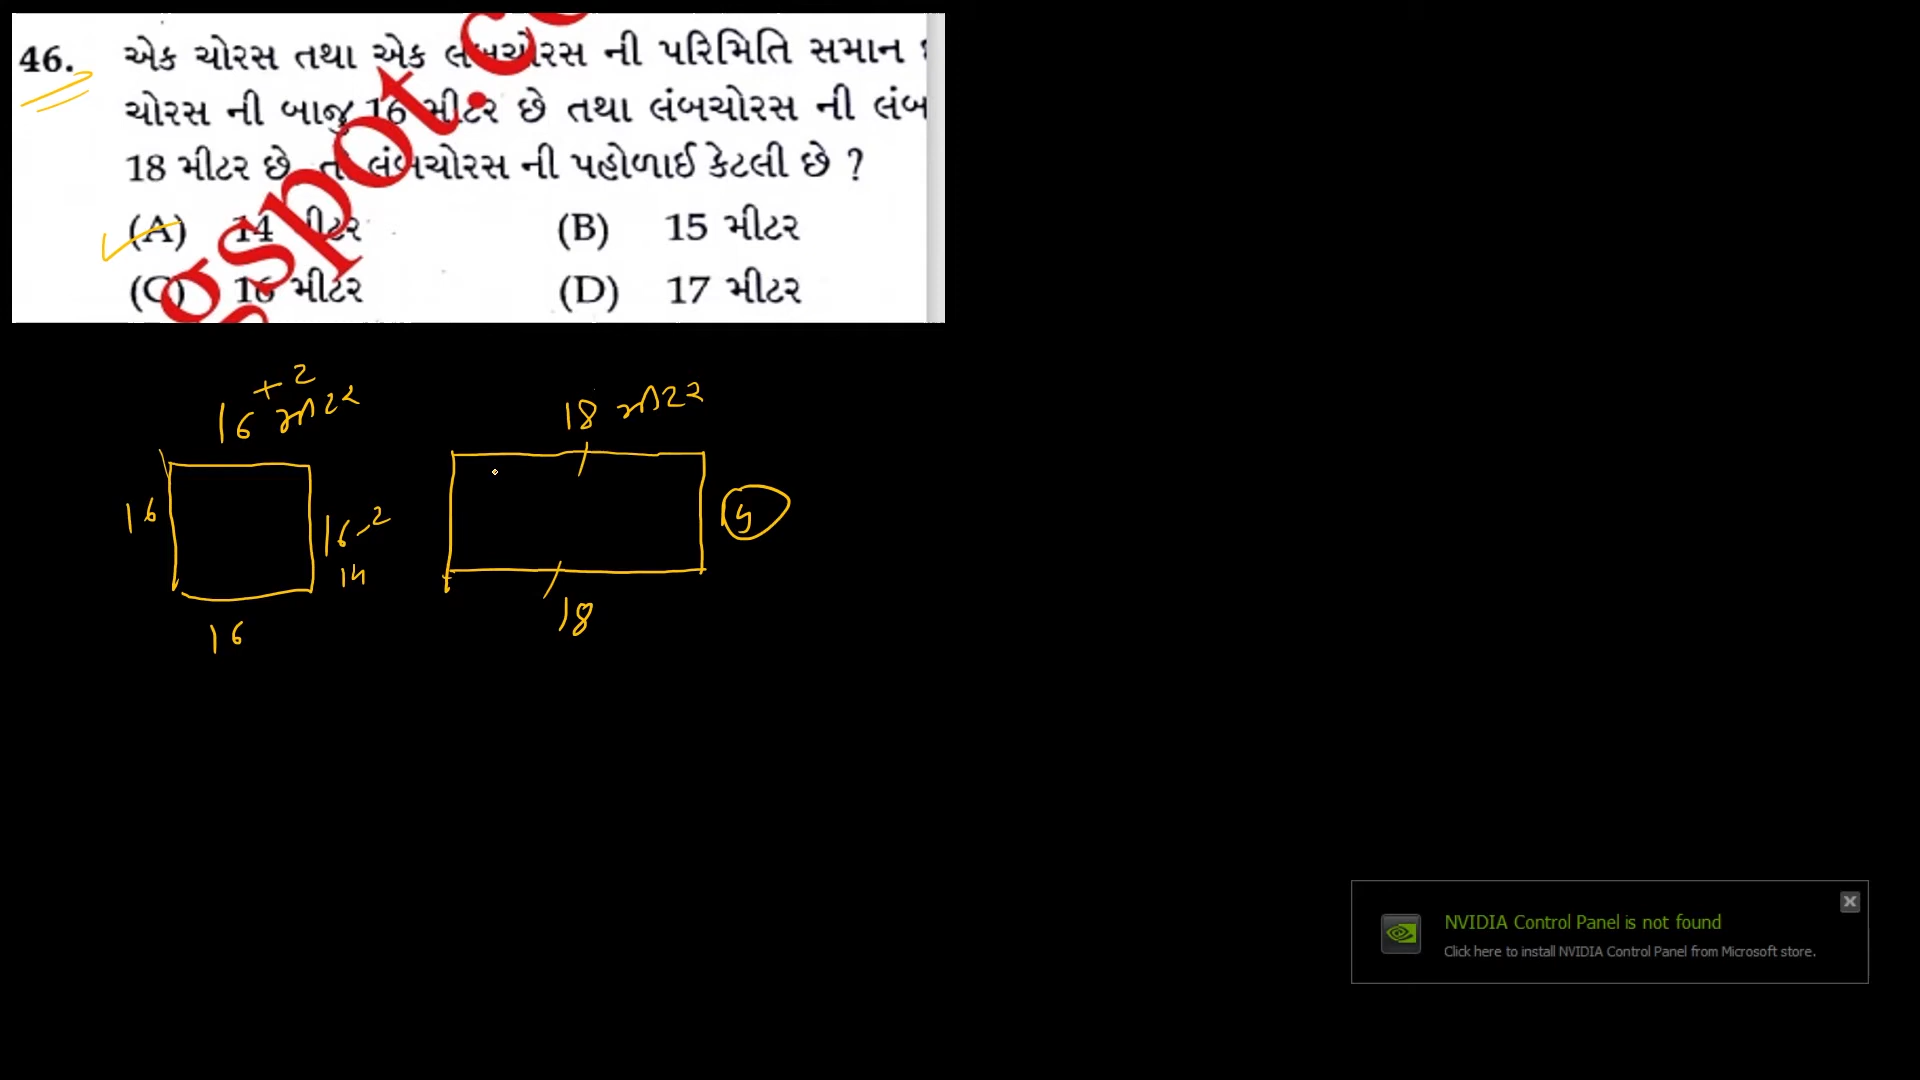 46. એક ચોરસ તથા એક લંબચોરસ ની પરિમિતિ સમાન
ચોરસ ની બાજુ 16 મીટર છે તથા લંબચોરસ ની લંબ
18 મીટર છે, તો લંબચોરસ ની પહોળાઈ કેટલી છે ?
(A) 14 મીટર (B) 15 મીટર
(C) 16 મીટર (D) 17 મીટર
gspot.c
+2
16 મીટર
18 મીટર
16
16-2
14
16
18
NVIDIA Control Panel is not found
Click here to install NVIDIA Control Panel from Microsoft store.